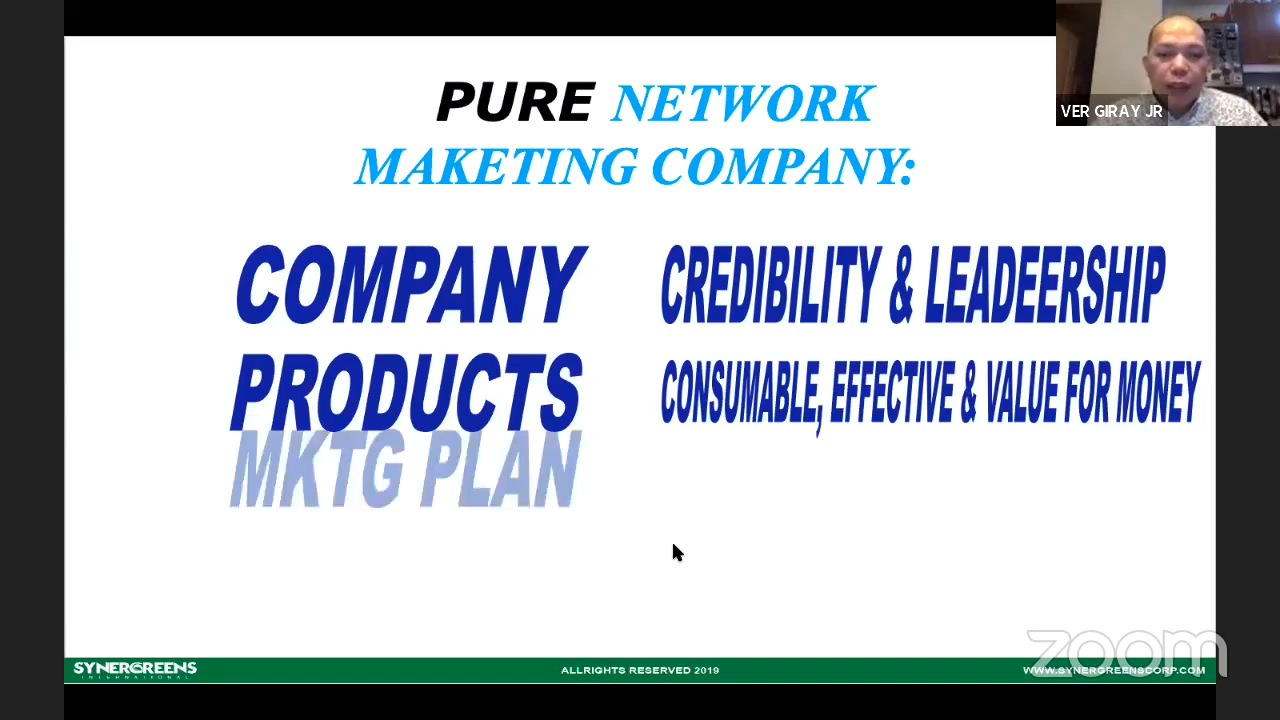 VER GIRAY JR
PURE NETWORK
MAKETING COMPANY:
COMPANY
CREDIBILITY & LEADEERSHIP
PRODUCTS
CONSUMABLE, EFFECTIVE & VALUE FOR MONEY
MKTG PLAN
zoom
SYNERGREENS
INTERNATIONAL
ALLRIGHTS RESERVED 2019
WWW.SYNERGREENSCORP.COM